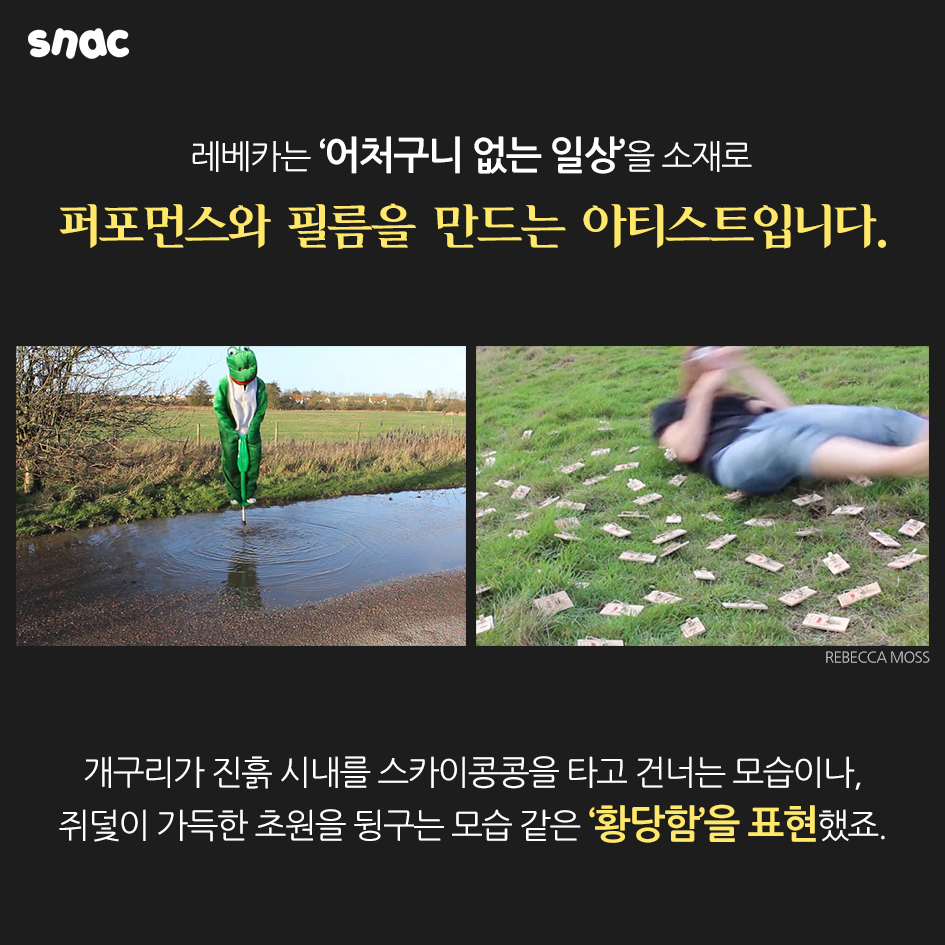 snac
레베카는 ‘어처구니 없는 일상’을 소재로
퍼포먼스와 필름을 만드는 아티스트입니다.
REBECCA MOSS
개구리가 진흙 시내를 스카이콩콩을 타고 건너는 모습이나,
쥐덫이 가득한 초원을 뒹구는 모습 같은 ‘황당함’을 표현했죠.